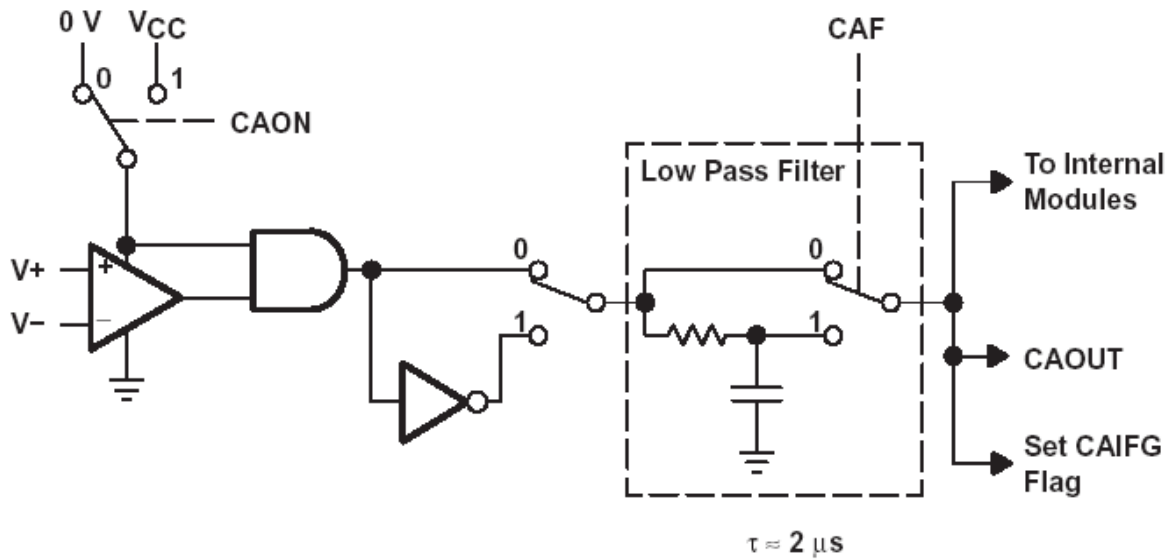 0 V VCC
CAF
0 1
CAON
Low Pass Filter
To Internal
Modules
0 0
+
V+
V−
−
1 1
CAOUT
Set CAIFG
Flag
τ ≈ 2 μs